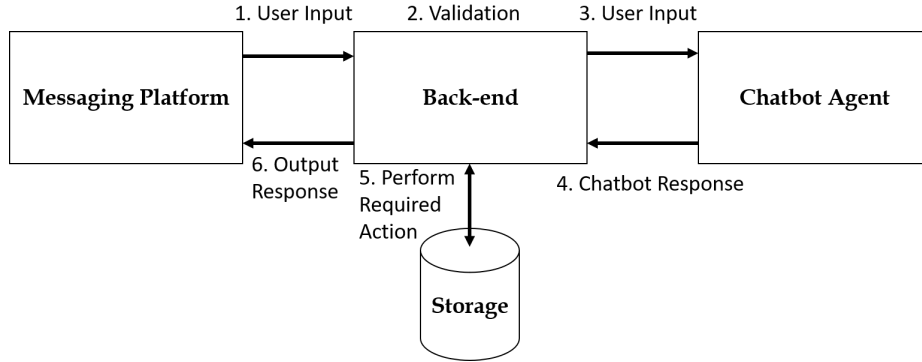 1. User Input
2. Validation
3. User Input
Messaging Platform
Back-end
Chatbot Agent
6. Output
Response
5. Perform
Required
Action
4. Chatbot Response
Storage